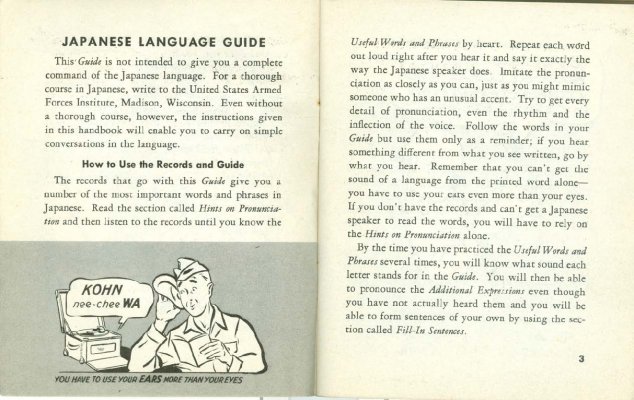 JAPANESE LANGUAGE GUIDE
This Guide is not intended to give you a complete
command of the Japanese language. For a thorough
course in Japanese, write to the United States Armed
Forces Institute, Madison, Wisconsin. Even without
a thorough course, however, the instructions given
in this handbook will enable you to carry on simple
conversations in the language.
How to Use the Records and Guide
The records that go with this Guide give you a
number of the most important words and phrases in
Japanese. Read the section called Hints on Pronuncia-
tion and then listen to the records until you know the
KOHN
nee-chee WA
YOU HAVE TO USE YOUR EARS MORE THAN YOUR EYES
Useful Words and Phrases by heart. Repeat each word
out loud right after you hear it and say it exactly the
way the Japanese speaker does. Imitate the pronun-
ciation as closely as you can, just as you might mimic
someone who has an unusual accent. Try to get every
detail of pronunciation, even the rhythm and the
inflection of the voice. Follow the words in your
Guide but use them only as a reminder; if you hear
something different from what you see written, go by
what you hear. Remember that you can't get the
sound of a language from the printed word alone—
you have to use your ears even more than your eyes.
If you don't have the records and can't get a Japanese
speaker to read the words, you will have to rely on
the Hints on Pronunciation alone.
By the time you have practiced the Useful Words and
Phrases several times, you will know what sound each
letter stands for in the Guide. You will then be able
to pronounce the Additional Expressions even though
you have not actually heard them and you will be
able to form sentences of your own by using the sec-
tion called Fill-In Sentences.
3